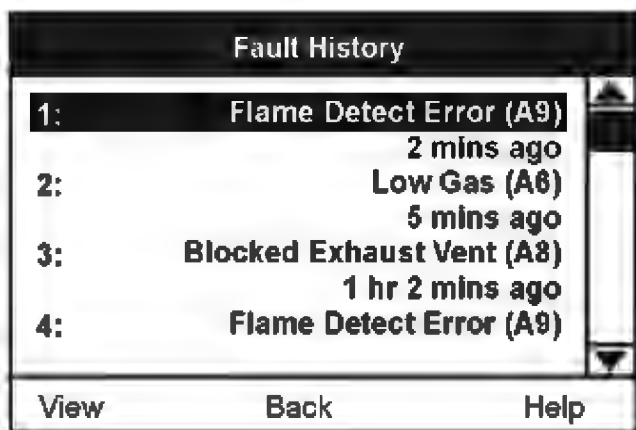 Fault History
1: Flame Detect Error (A9)
2 mins ago
2: Low Gas (A6)
5 mins ago
3: Blocked Exhaust Vent (A8)
1 hr 2 mins ago
4: Flame Detect Error (A9)
View Back Help